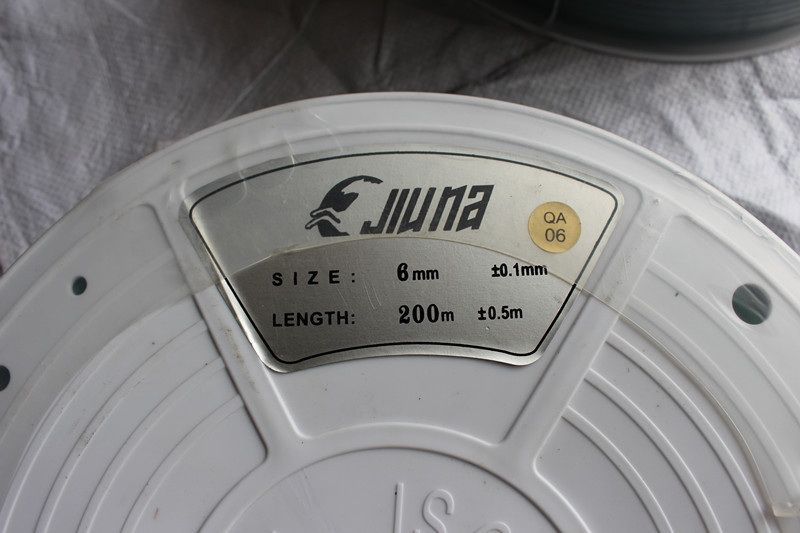 JIUNA
QA
06
SIZE: 6mm ±0.1mm
LENGTH: 200m ±0.5m